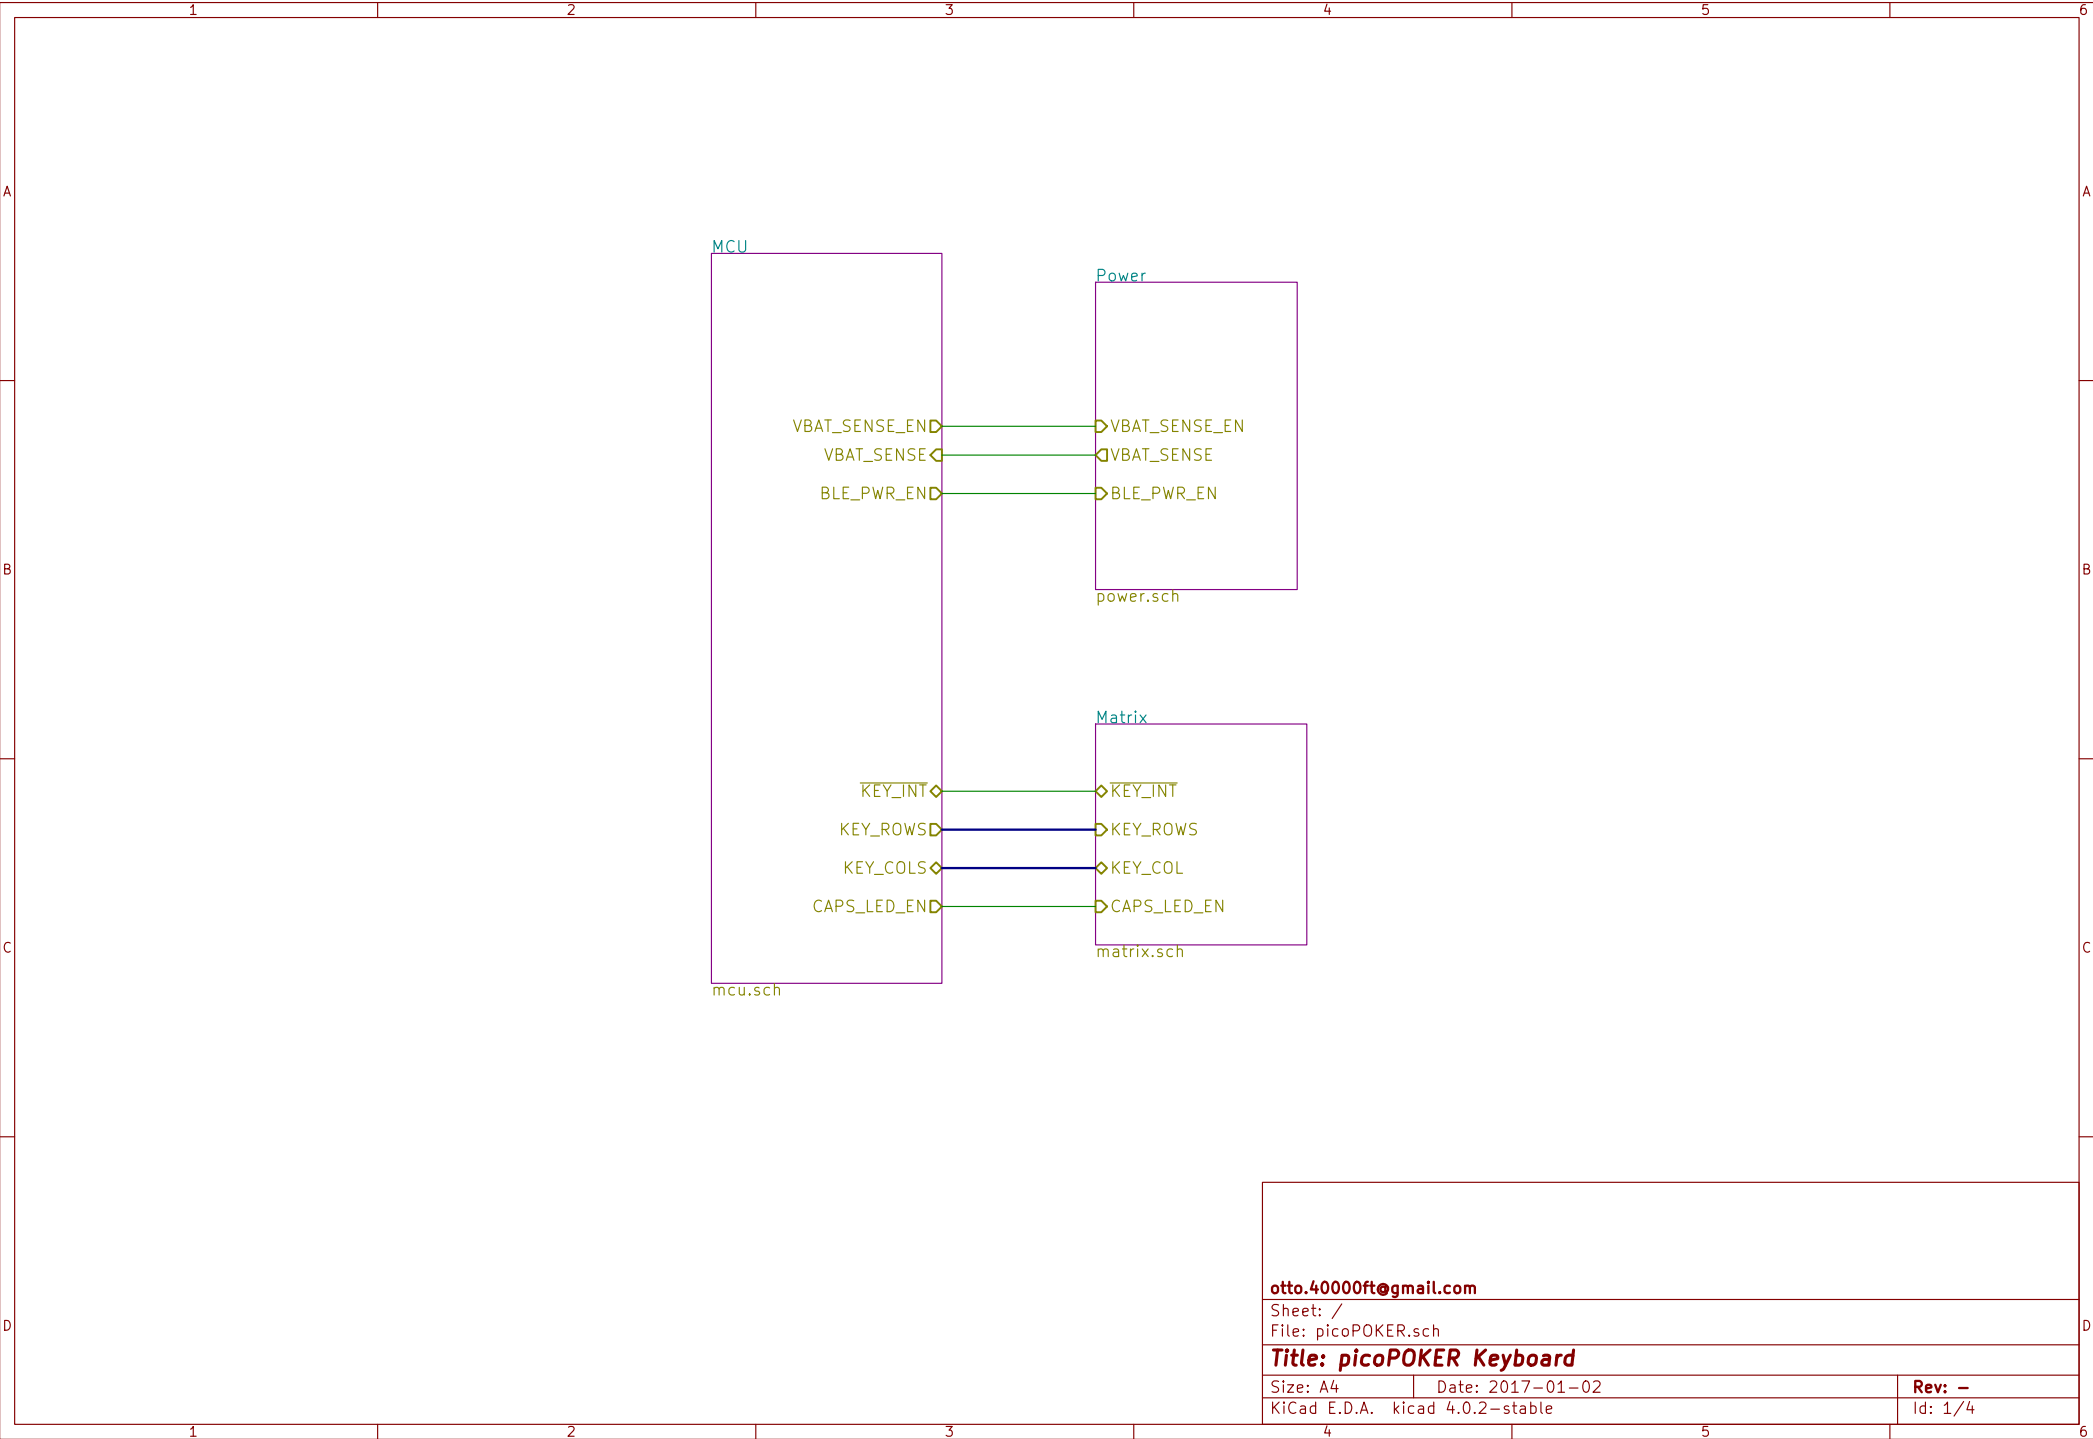 1 2 3 4 5 6
A A
MCU
Power
VBAT_SENSE_EN VBAT_SENSE_EN
VBAT_SENSE VBAT_SENSE
BLE_PWR_EN BLE_PWR_EN
B B
power.sch
Matrix
KEY_INT KEY_INT
KEY_ROWS KEY_ROWS
KEY_COLS KEY_COL
CAPS_LED_EN CAPS_LED_EN
C C
matrix.sch
mcu.sch
otto.40000ft@gmail.com
Sheet: /
File: picoPOKER.sch
D D
Title: picoPOKER Keyboard
Size: A4 Date: 2017-01-02 Rev: -
KiCad E.D.A. kicad 4.0.2-stable Id: 1/4
1 2 3 4 5 6